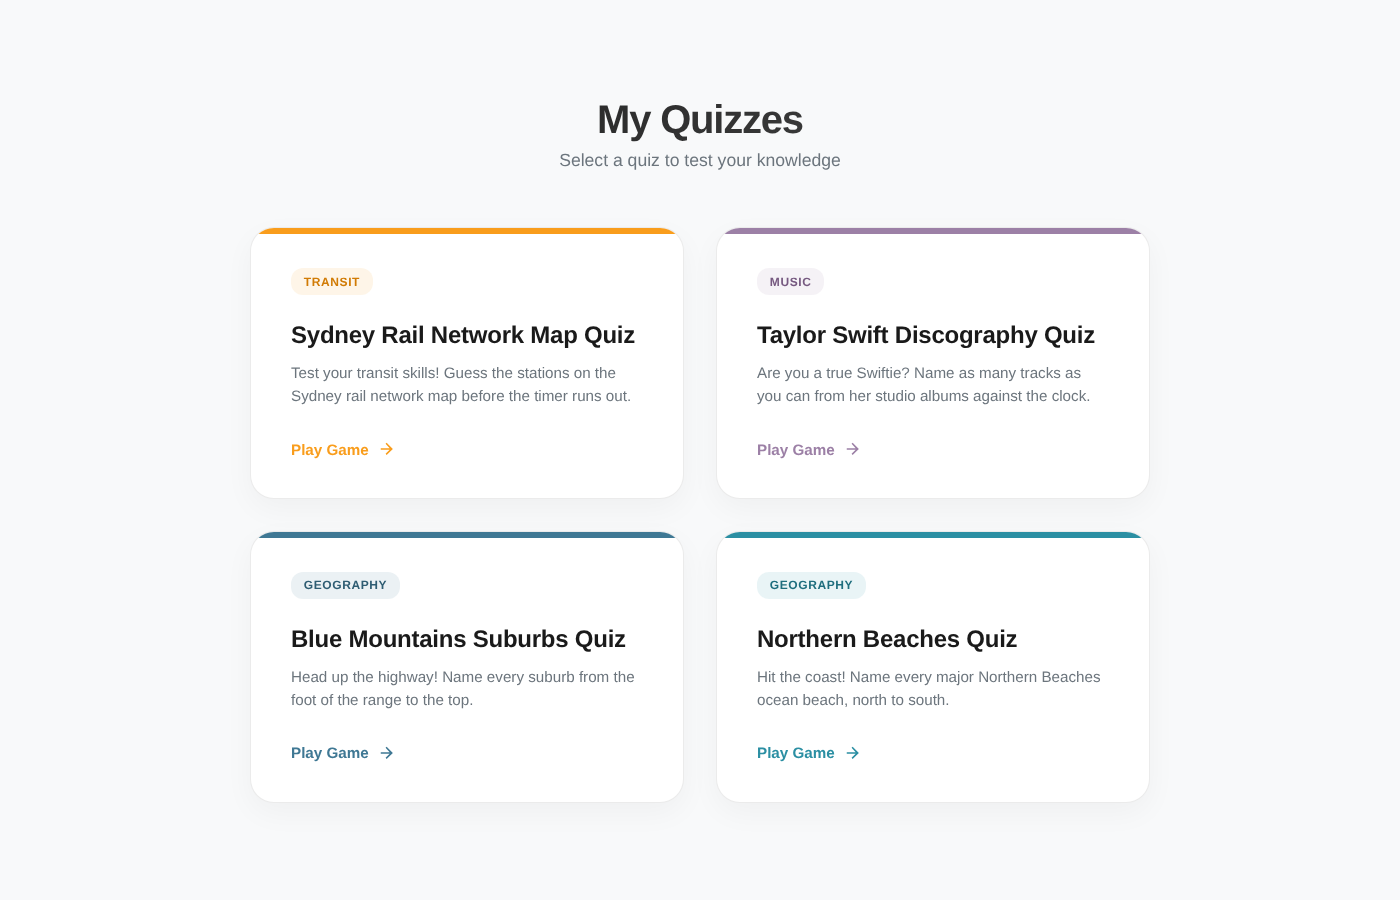 My Quizzes
Select a quiz to test your knowledge
TRANSIT
Sydney Rail Network Map Quiz
Test your transit skills! Guess the stations on the
Sydney rail network map before the timer runs out.
Play Game
MUSIC
Taylor Swift Discography Quiz
Are you a true Swiftie? Name as many tracks as
you can from her studio albums against the clock.
Play Game
GEOGRAPHY
Blue Mountains Suburbs Quiz
Head up the highway! Name every suburb from the
foot of the range to the top.
Play Game
GEOGRAPHY
Northern Beaches Quiz
Hit the coast! Name every major Northern Beaches
ocean beach, north to south.
Play Game